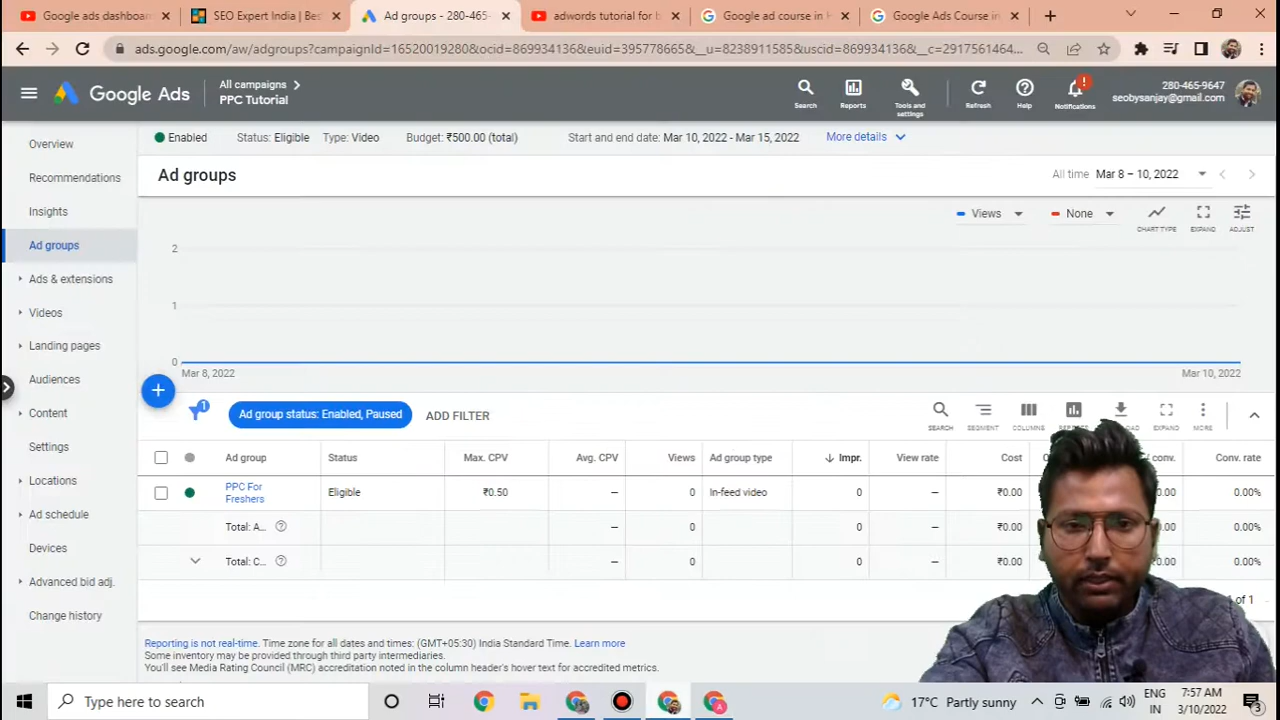 Google ads dashboar
SEO Expert India | Bes
Ad groups - 280-465-
adwords tutorial for b
Google ad course in H
Google Ads Course in
ads.google.com/aw/adgroups?campaignId=16520019280&ocid=869934136&euid=395778665&__u=8238911585&uscid=869934136&__c=2917561464...
Google Ads
All campaigns
PPC Tutorial
Search
Reports
Tools and settings
Refresh
Help
Notifications
280-465-9647
seobysanjay@gmail.com
Enabled Status: Eligible Type: Video Budget: ₹500.00 (total) Start and end date: Mar 10, 2022 - Mar 15, 2022 More details
Overview
Recommendations
Insights
Ad groups
Ads & extensions
Videos
Landing pages
Audiences
Content
Settings
Locations
Ad schedule
Devices
Advanced bid adj.
Change history
Ad groups
All time Mar 8 – 10, 2022
Views
None
CHART TYPE
EXPAND
ADJUST
2
1
0
Mar 8, 2022
Mar 10, 2022
1
Ad group status: Enabled, Paused
ADD FILTER
SEARCH
SEGMENT
COLUMNS
EXPAND
MORE
Ad group Status Max. CPV Avg. CPV Views Ad group type Impr. View rate Cost conv. Conv. rate
PPC For Freshers Eligible ₹0.50 – 0 In-feed video 0 – ₹0.00 0.00 0.00%
Total: A... – 0 0 – ₹0.00 0.00 0.00%
Total: C... – 0 0 – ₹0.00 0.00 0.00%
of 1
Reporting is not real-time. Time zone for all dates and times: (GMT+05:30) India Standard Time. Learn more
Some inventory may be provided through third party intermediaries.
You'll see Media Rating Council (MRC) accreditation noted in the column header's hover text for accredited metrics.
Type here to search
17°C Partly sunny
ENG
IN
7:57 AM
3/10/2022
3